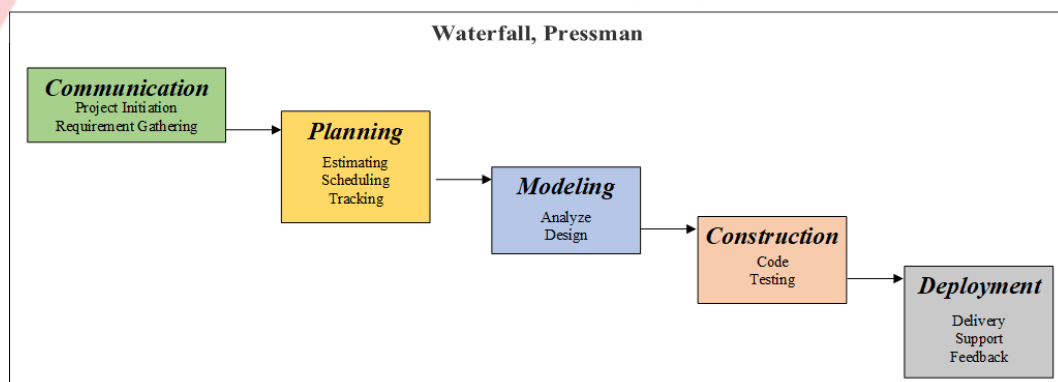 Waterfall, Pressman
Communication
Project Initiation
Requirement Gathering
Planning
Estimating
Scheduling
Tracking
Modeling
Analyze
Design
Construction
Code
Testing
Deployment
Delivery
Support
Feedback